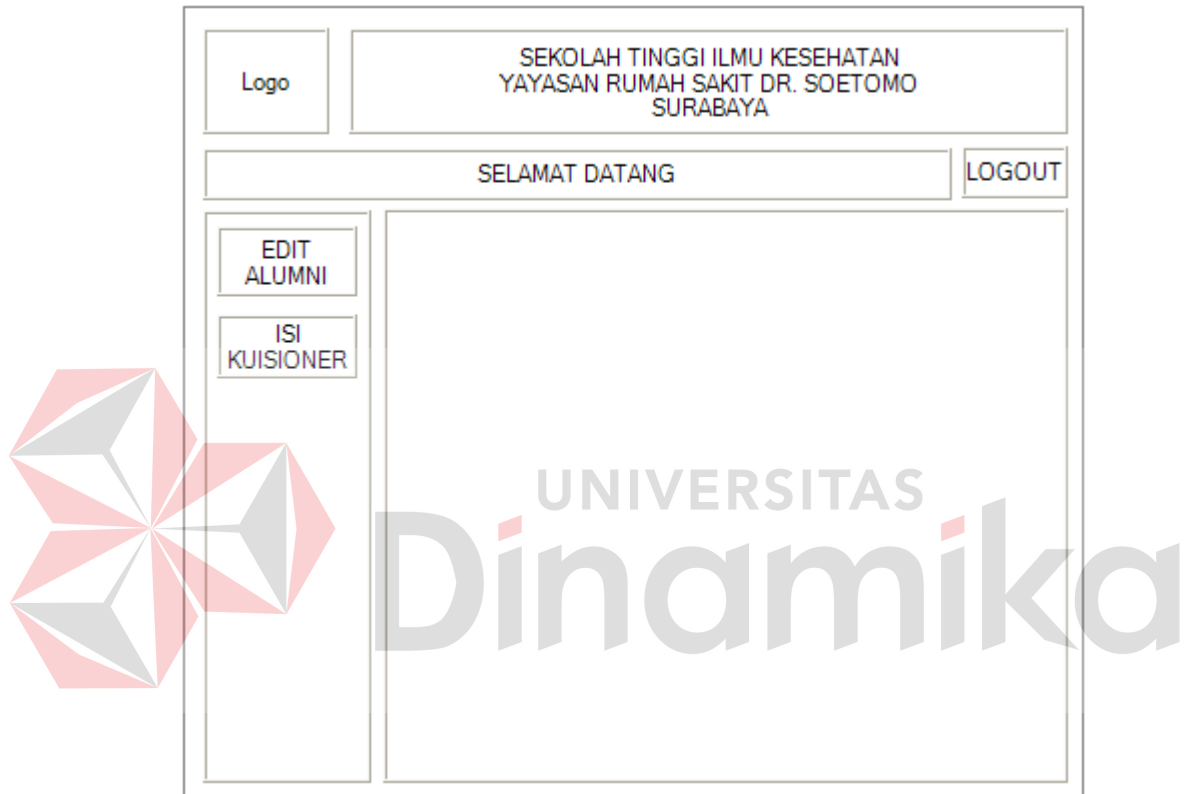 Logo
SEKOLAH TINGGI ILMU KESEHATAN
YAYASAN RUMAH SAKIT DR. SOETOMO
SURABAYA
SELAMAT DATANG
LOGOUT
EDIT
ALUMNI
ISI
KUISIONER
UNIVERSITAS
Dinamika